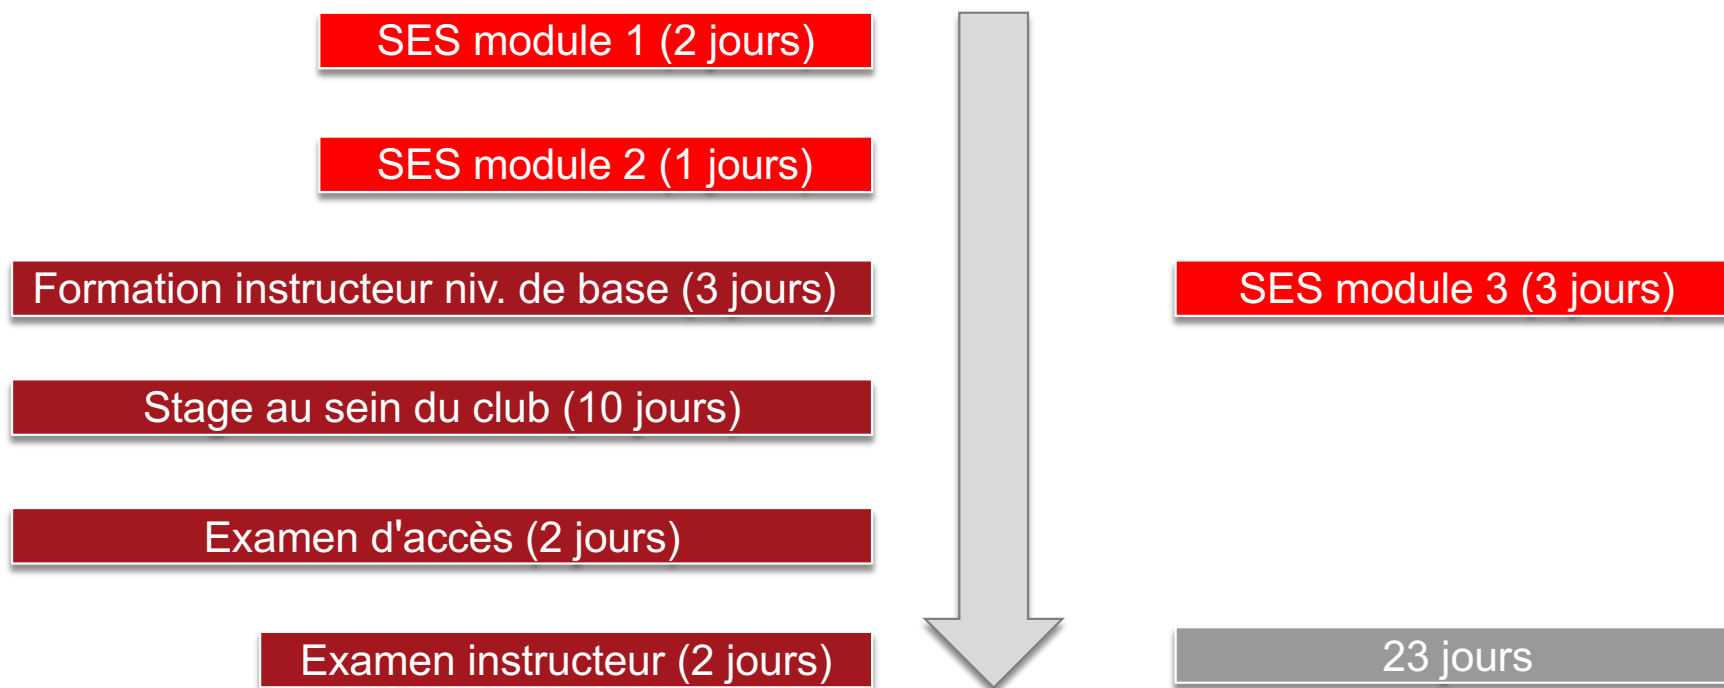 SES module 1 (2 jours)
SES module 2 (1 jours)
Formation instructeur niv. de base (3 jours)
SES module 3 (3 jours)
Stage au sein du club (10 jours)
Examen d'accès (2 jours)
Examen instructeur (2 jours)
23 jours